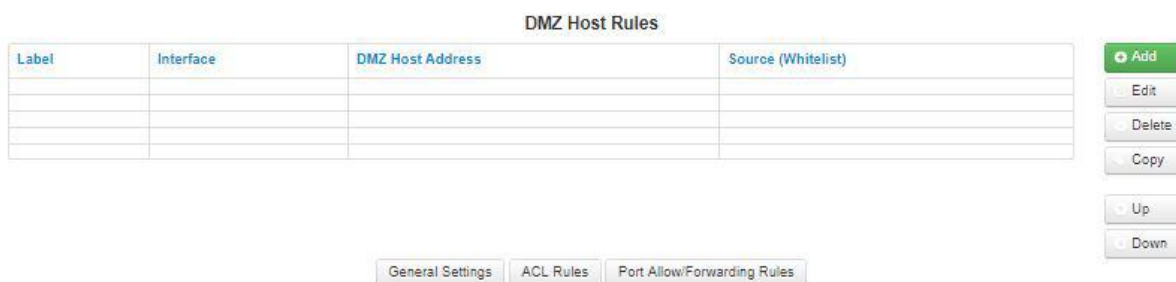 DMZ Host Rules
Label Interface DMZ Host Address Source (Whitelist)
Add
Edit
Delete
Copy
Up
Down
General Settings ACL Rules Port Allow/Forwarding Rules